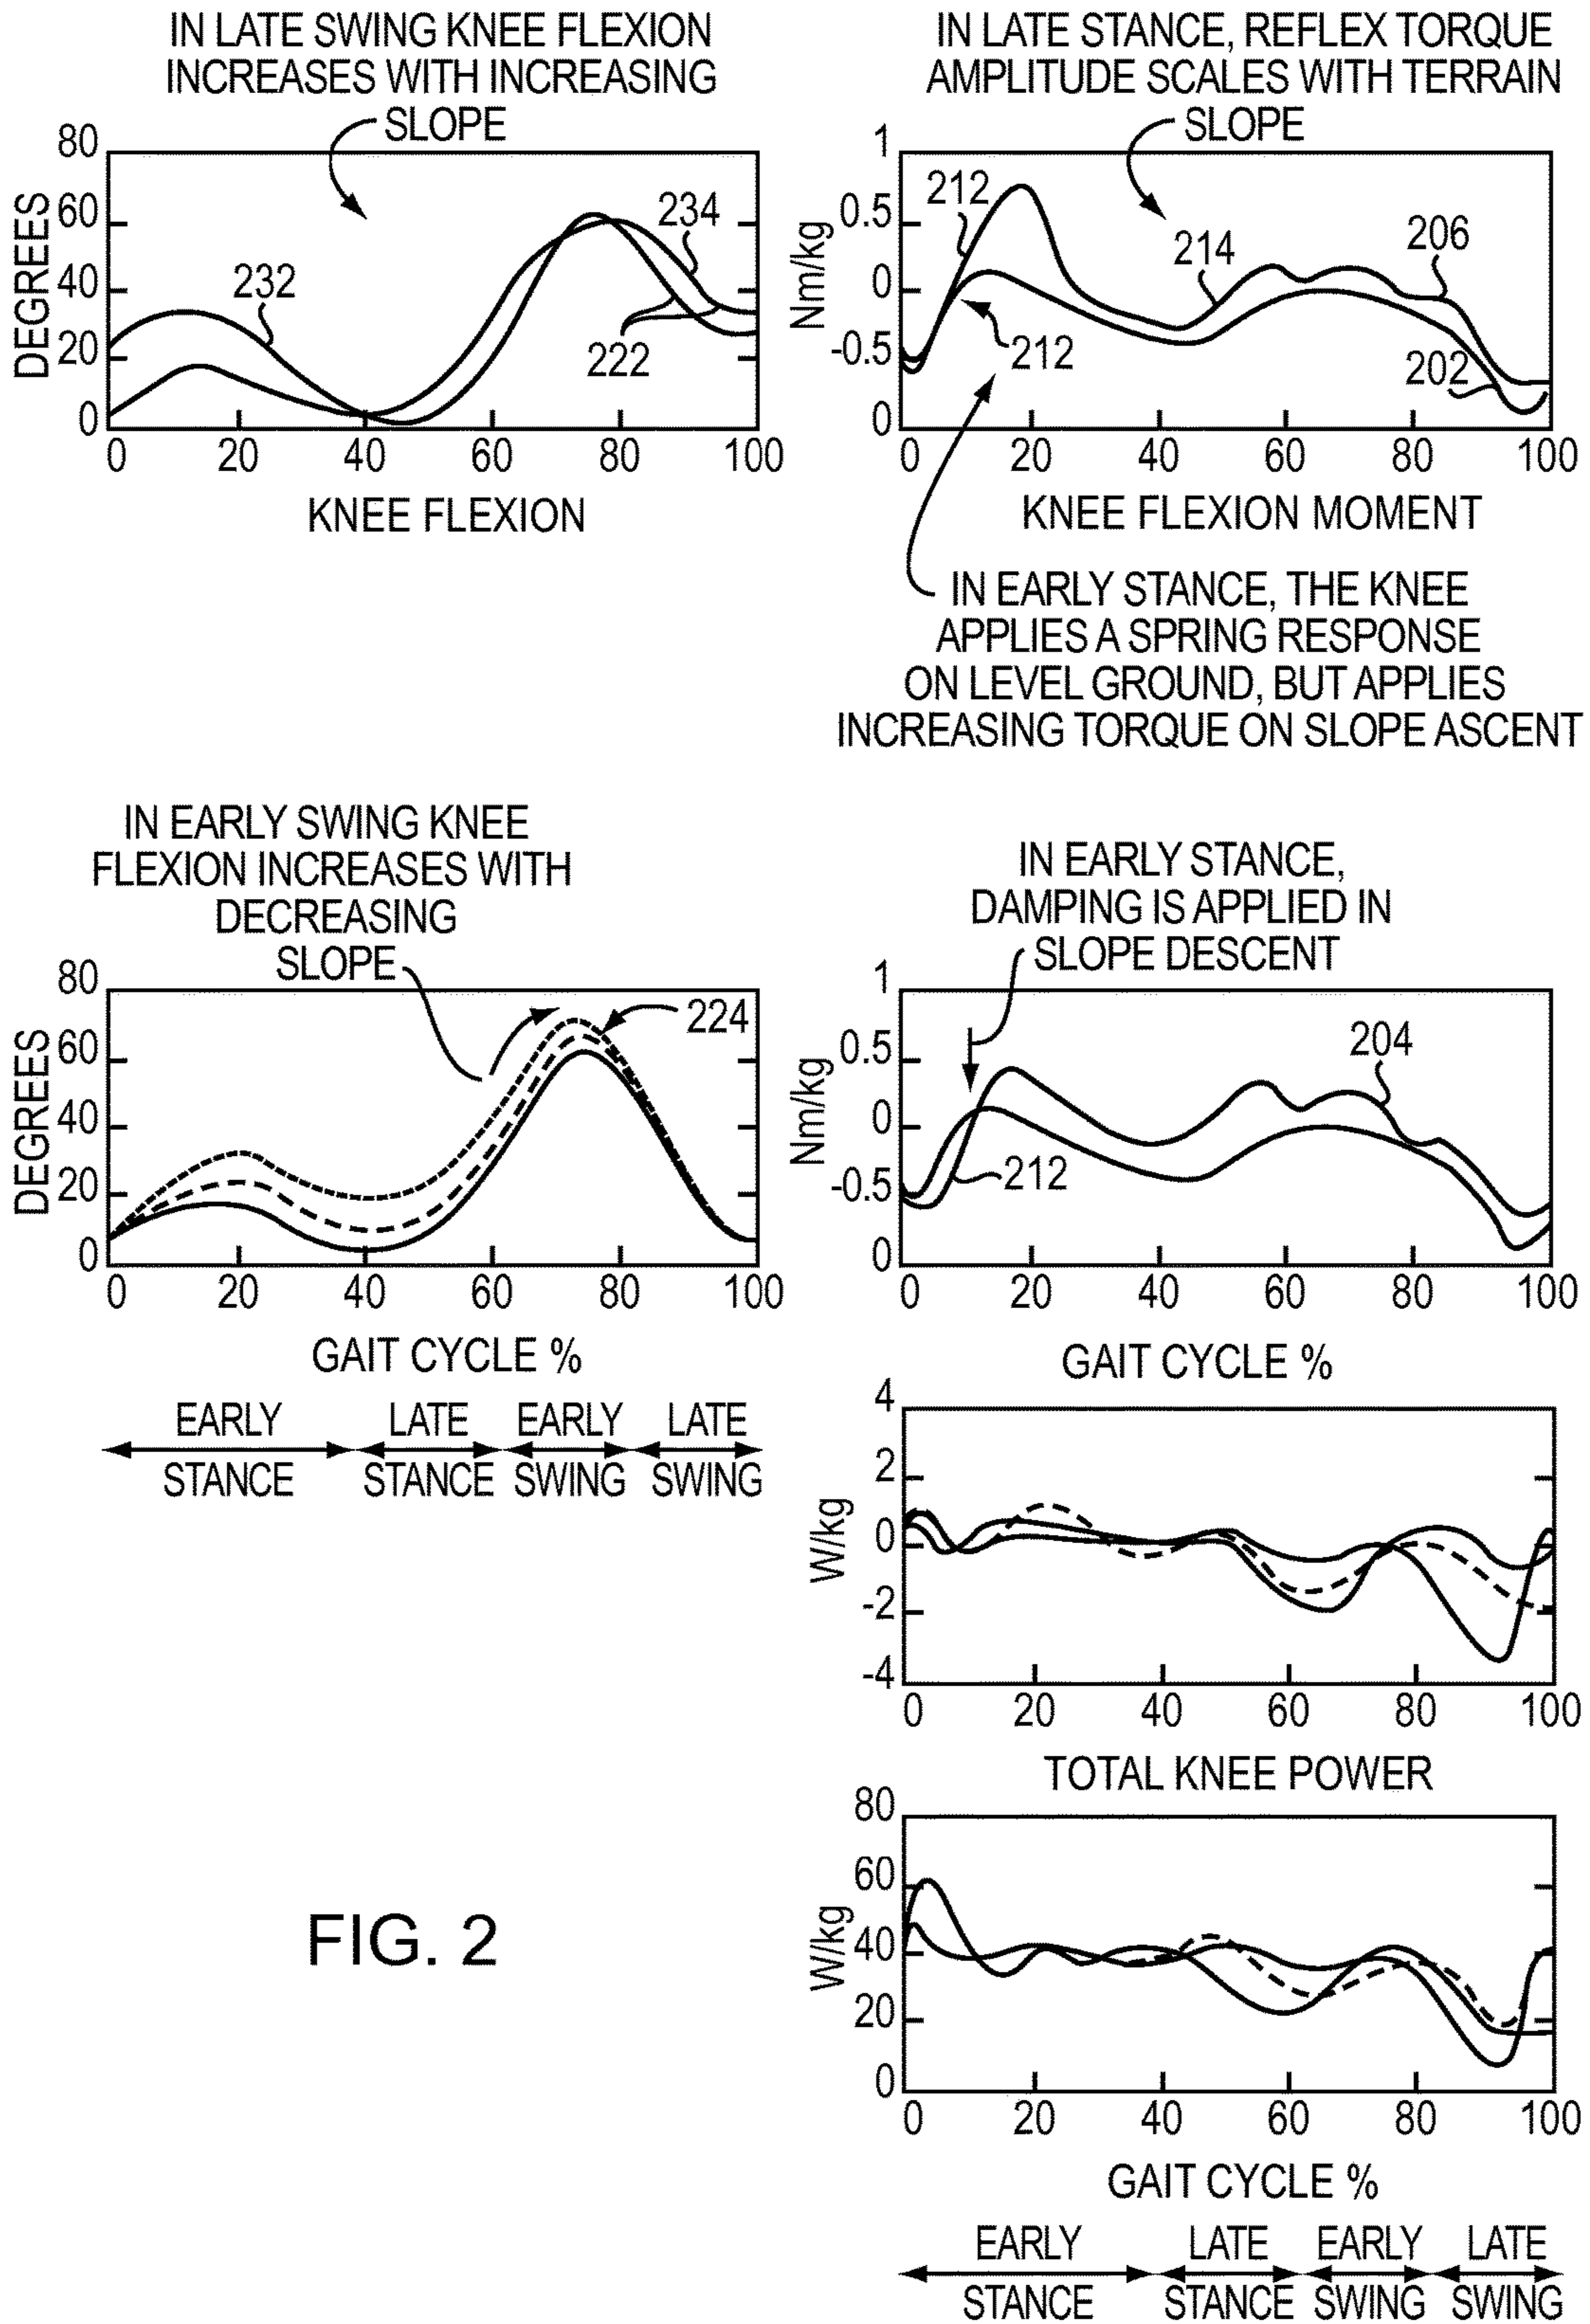 IN LATE SWING KNEE FLEXION
INCREASES WITH INCREASING
SLOPE
80
60
40
20
0
DEGREES
232
234
222
0 20 40 60 80 100
KNEE FLEXION
IN LATE STANCE, REFLEX TORQUE
AMPLITUDE SCALES WITH TERRAIN
SLOPE
1
0.5
0
-0.5
0
Nm/kg
212
214
206
212
202
0 20 40 60 80 100
KNEE FLEXION MOMENT
IN EARLY STANCE, THE KNEE
APPLIES A SPRING RESPONSE
ON LEVEL GROUND, BUT APPLIES
INCREASING TORQUE ON SLOPE ASCENT
IN EARLY SWING KNEE
FLEXION INCREASES WITH
DECREASING
SLOPE
80
60
40
20
0
DEGREES
224
0 20 40 60 80 100
GAIT CYCLE %
EARLY LATE EARLY LATE
STANCE STANCE SWING SWING
IN EARLY STANCE,
DAMPING IS APPLIED IN
SLOPE DESCENT
1
0.5
0
-0.5
0
Nm/kg
204
212
0 20 40 60 80 100
GAIT CYCLE %
4
2
0
-2
-4
W/kg
0 20 40 60 80 100
TOTAL KNEE POWER
80
60
40
20
0
W/kg
0 20 40 60 80 100
GAIT CYCLE %
EARLY LATE EARLY LATE
STANCE STANCE SWING SWING
FIG. 2